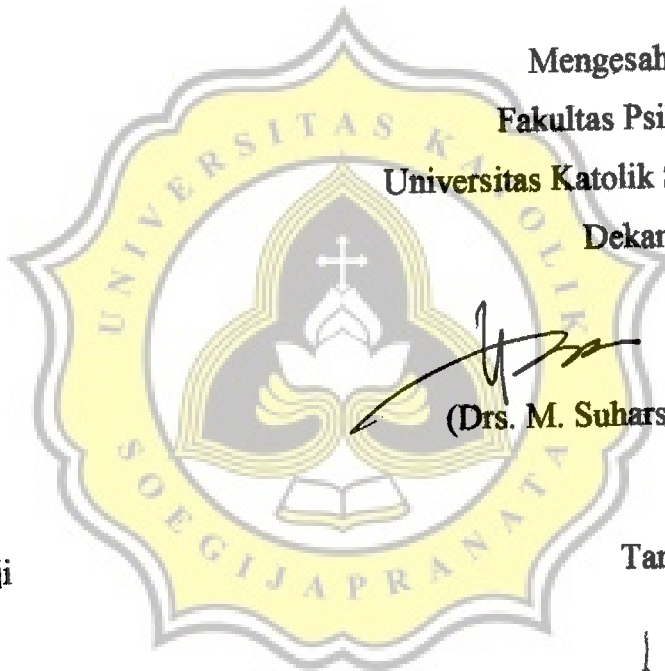 Mengesah
Fakultas Psi
Universitas Katolik
Dekan
(Drs. M. Suhars
UNIVERSITAS KATOLIK
SOEGIJAPRANATA
Tan